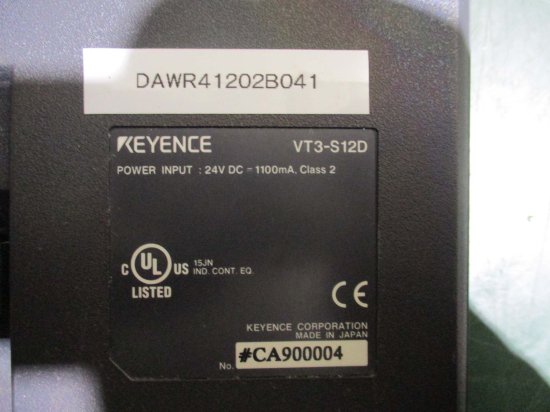 DAWR41202B041
KEYENCE VT3-S12D
POWER INPUT : 24V DC ⎓ 1100mA, Class 2
C UL US 15JN
IND. CONT. EQ.
LISTED
CE
KEYENCE CORPORATION
MADE IN JAPAN
No. #CA900004